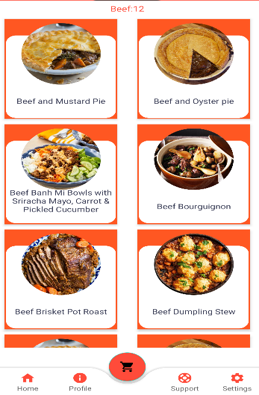 Beef:12
Beef and Mustard Pie
Beef and Oyster pie
Beef Banh Mi Bowls with
Sriracha Mayo, Carrot &
Pickled Cucumber
Beef Bourguignon
Beef Brisket Pot Roast
Beef Dumpling Stew
Home
Profile
Support
Settings